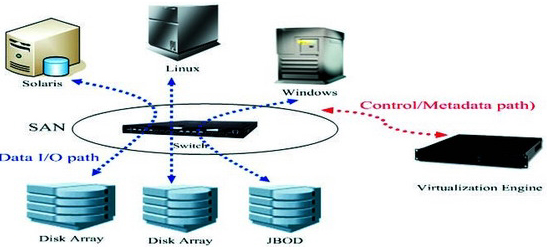 Solaris
Linux
Windows
Control/Metadata path)
SAN
Switch
Data I/O path
Virtualization Engine
Disk Array
Disk Array
JBOD